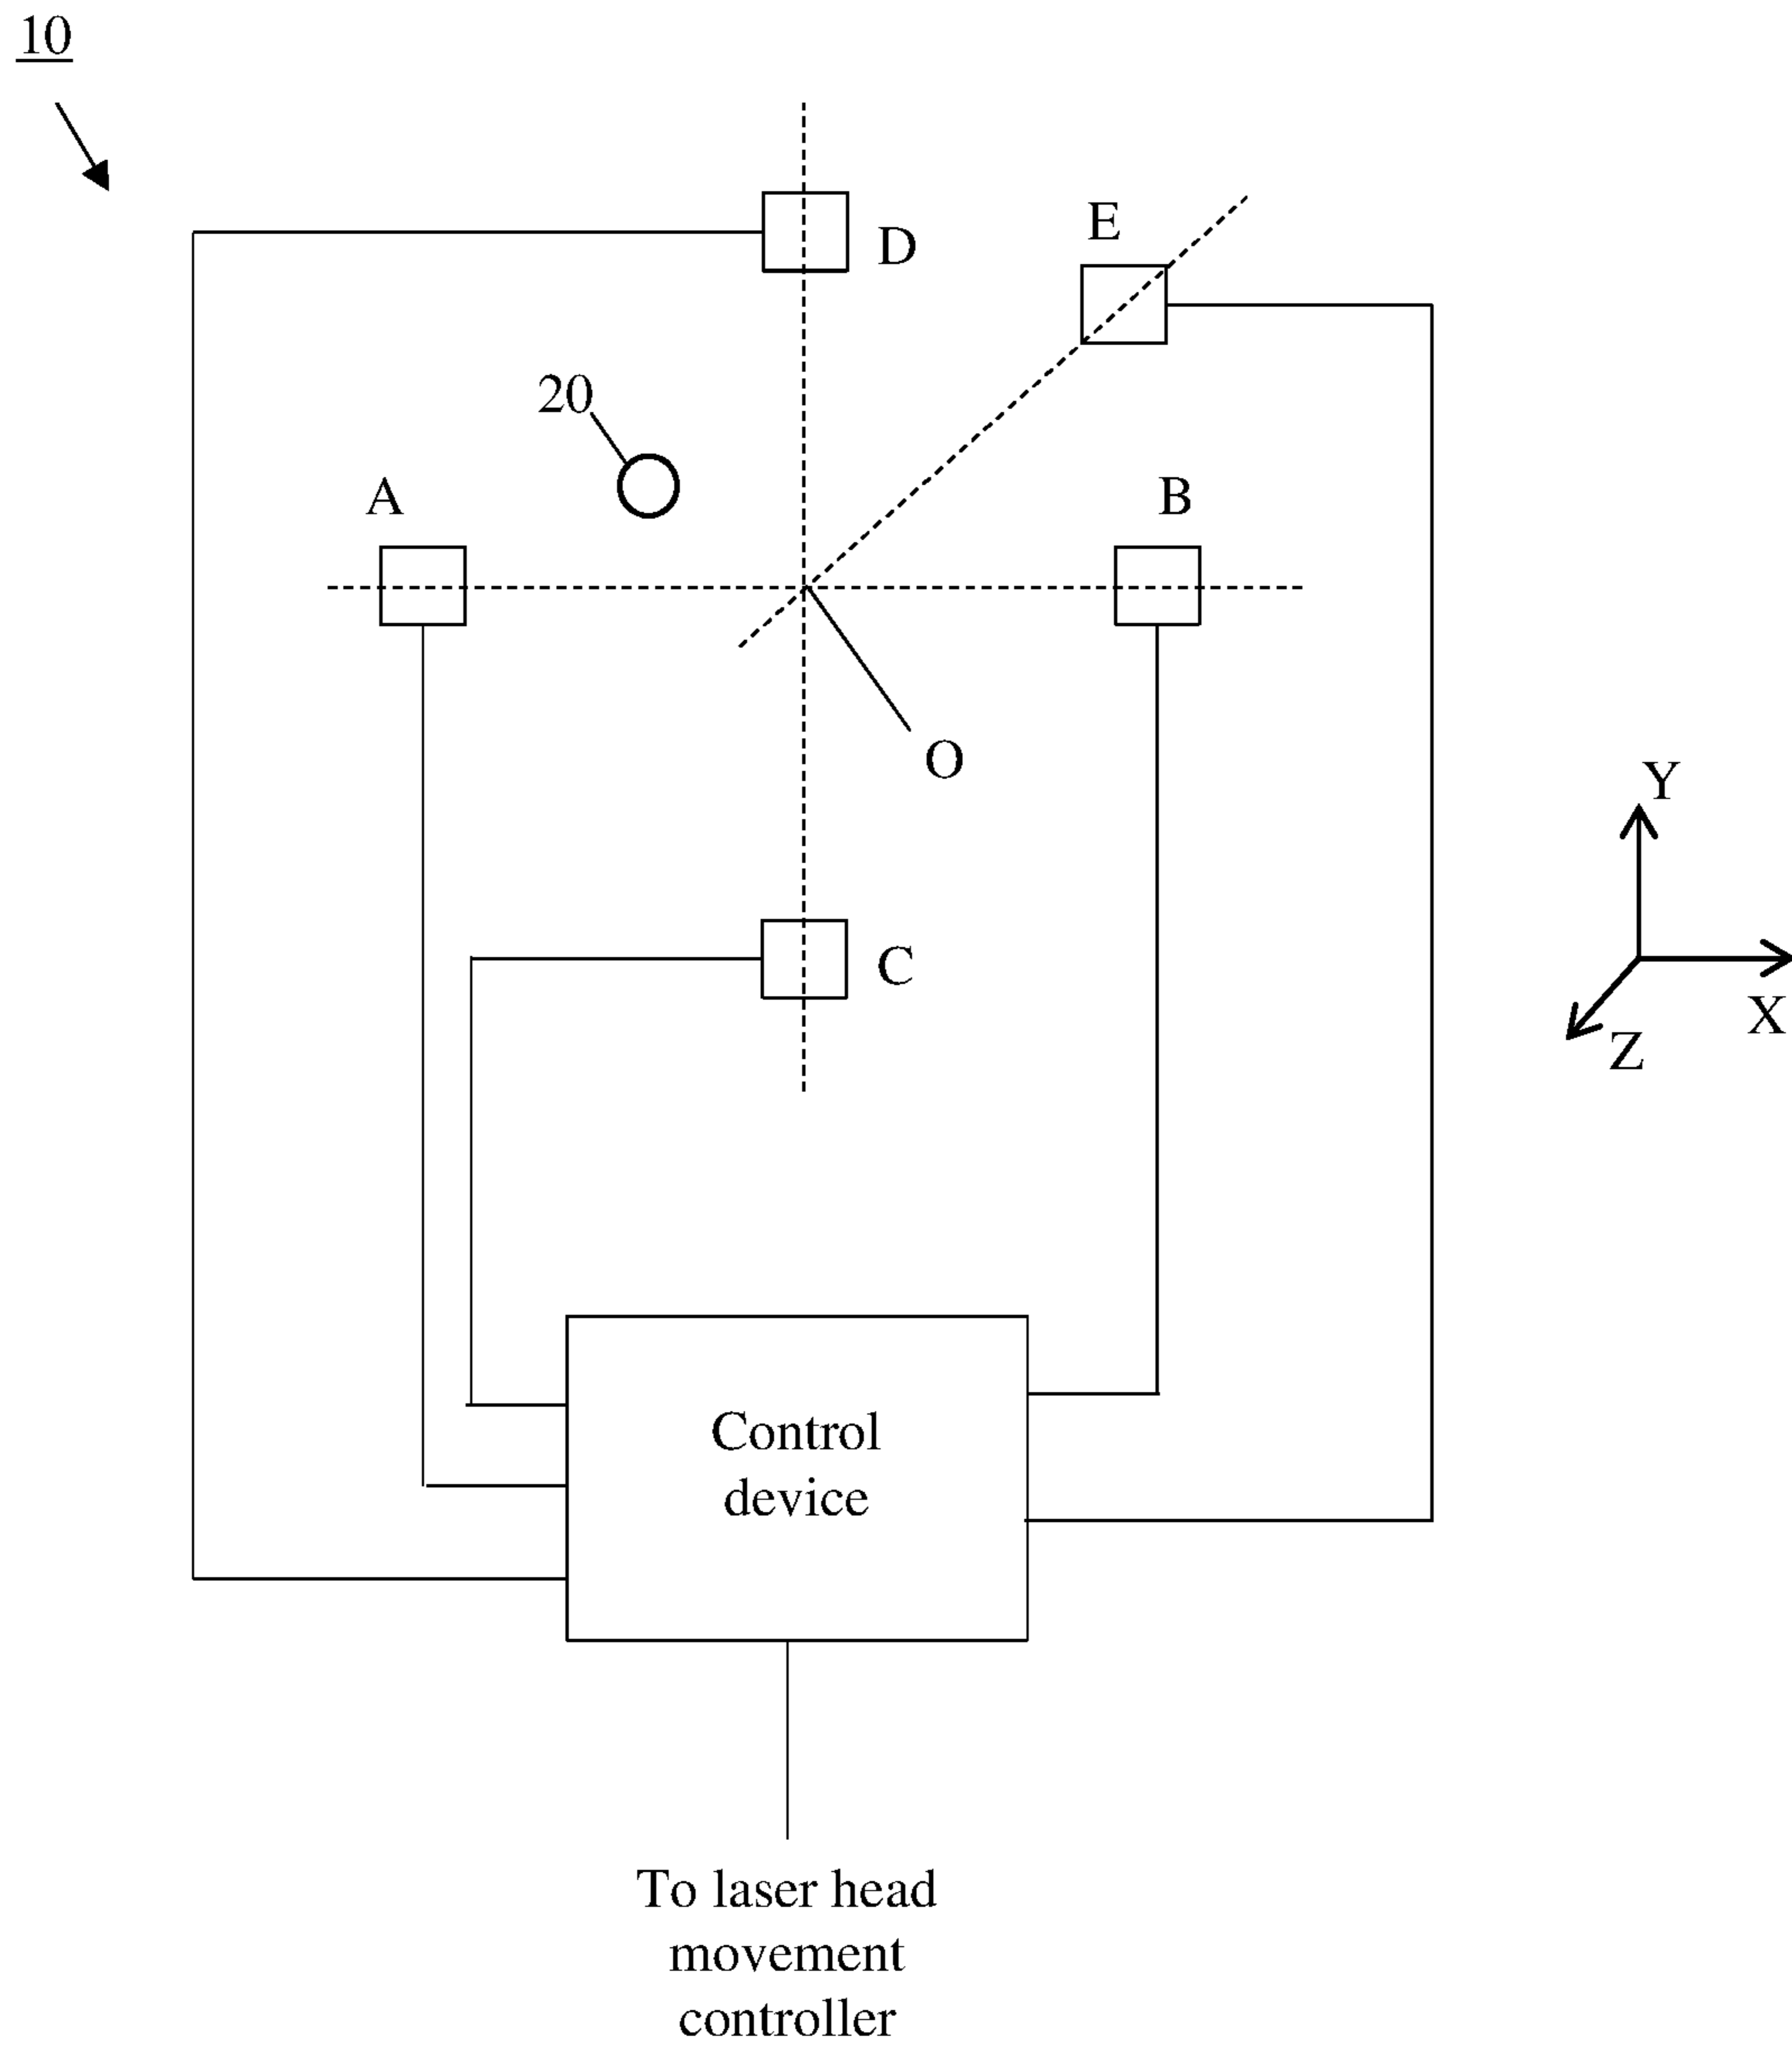 10
D
E
20
A
B
O
Y
C
X
Z
Control
device
To laser head
movement
controller